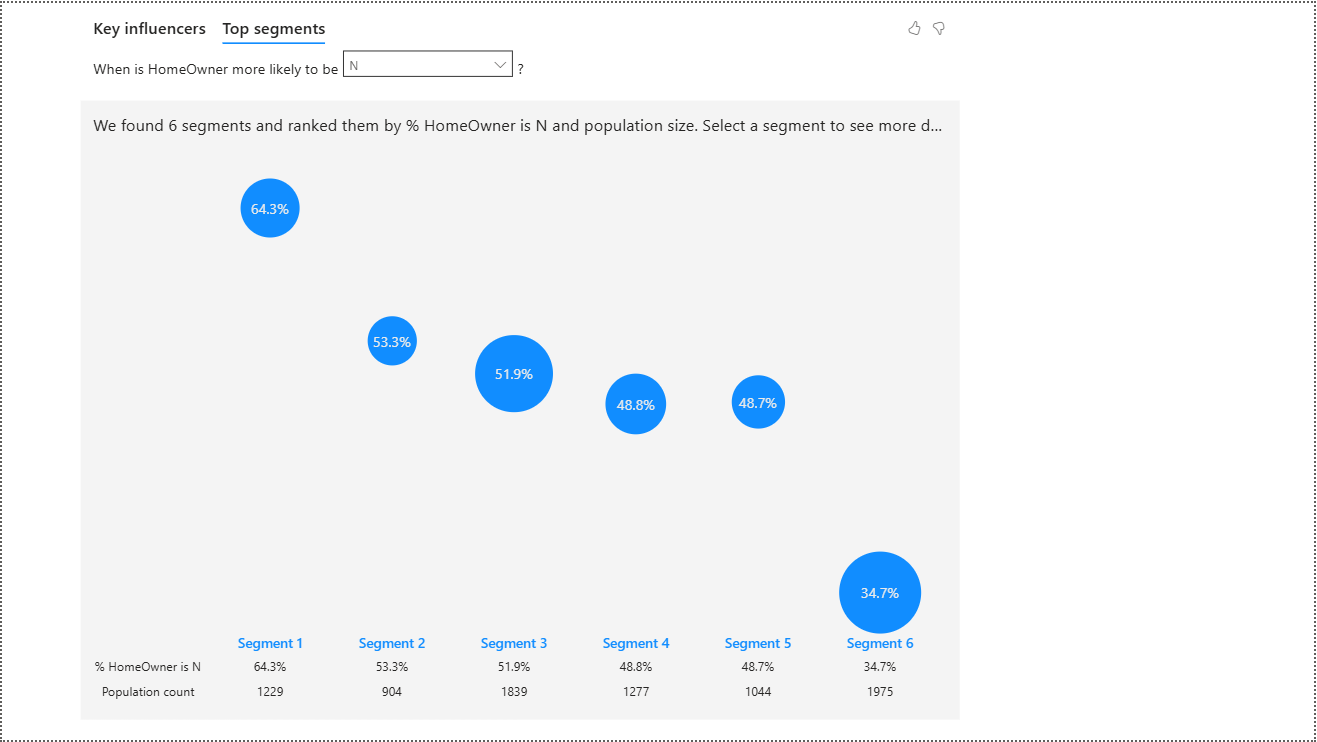 Key influencers Top segments
When is HomeOwner more likely to be N ?
We found 6 segments and ranked them by % HomeOwner is N and population size. Select a segment to see more d...
64.3%
53.3%
51.9%
48.8%
48.7%
34.7%
Segment 1 Segment 2 Segment 3 Segment 4 Segment 5 Segment 6
% HomeOwner is N 64.3% 53.3% 51.9% 48.8% 48.7% 34.7%
Population count 1229 904 1839 1277 1044 1975